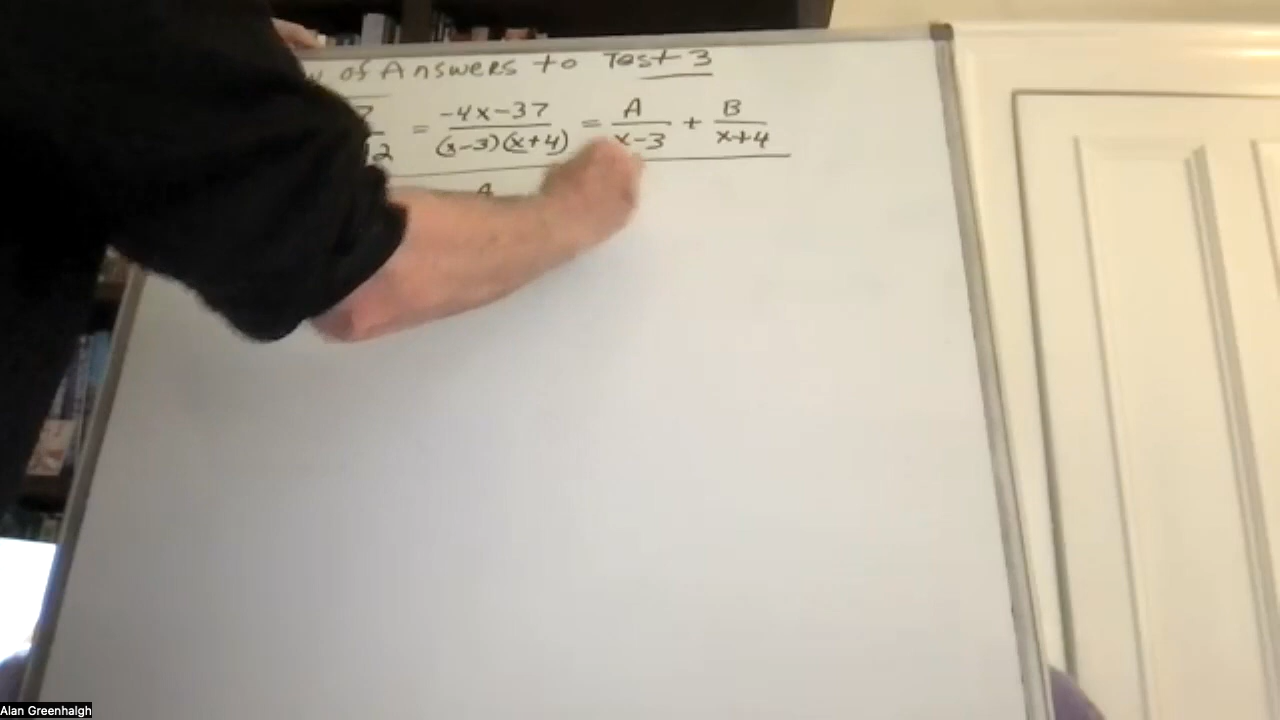 of Answers to Test 3
= -4x-37 / (x-3)(x+4) = A / x-3 + B / x+4
A
Alan Greenhalgh